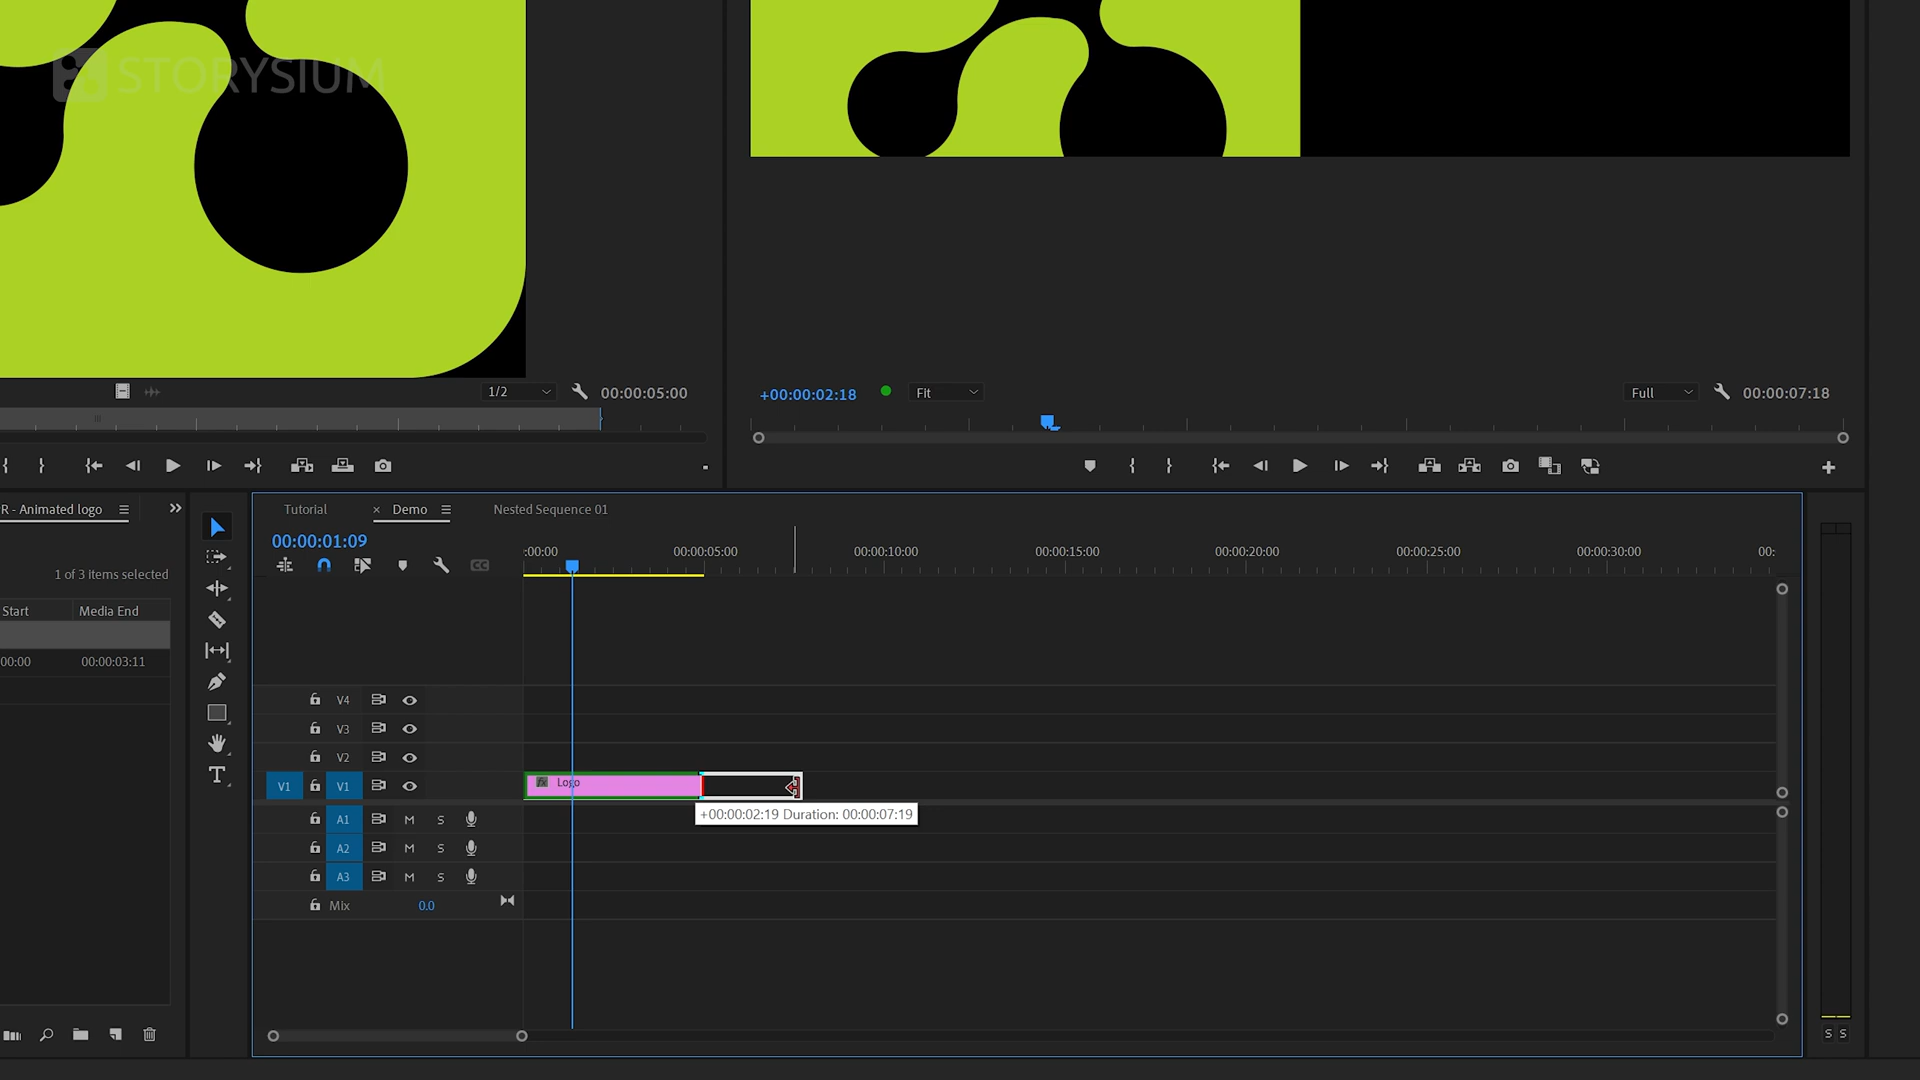 STORYSIUM
1/2
00:00:05:00
+00:00:02:18
Fit
Full
00:00:07:18
R - Animated logo
Tutorial
× Demo
Nested Sequence 01
00:00:01:09
:00:00
00:00:05:00
00:00:10:00
00:00:15:00
00:00:20:00
00:00:25:00
00:00:30:00
00:
CC
1 of 3 Items selected
Start
Media End
00:00
00:00:03:11
V4
V3
V2
V1 V1
fx Logo
+00:00:02:19 Duration: 00:00:07:19
A1 M S
A2 M S
A3 M S
Mix 0.0
S S